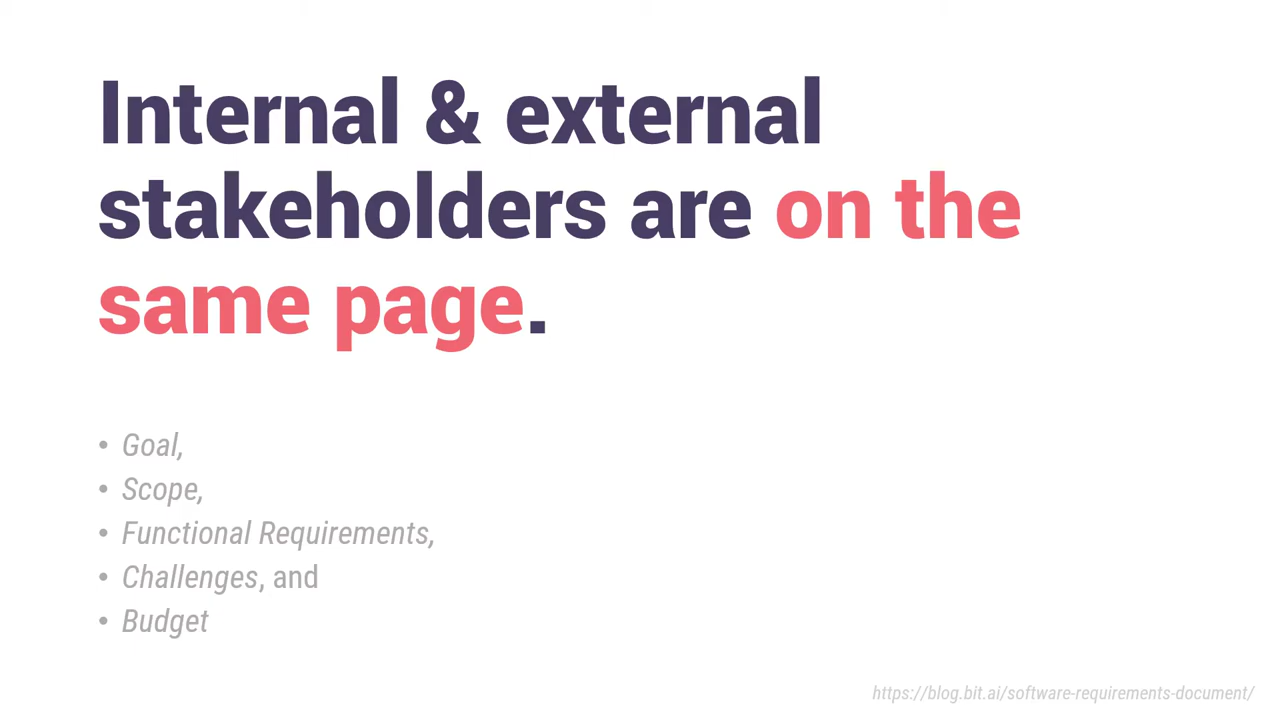 Internal & external
stakeholders are on the
same page.
• Goal,
• Scope,
• Functional Requirements,
• Challenges, and
• Budget
https://blog.bit.ai/software-requirements-document/